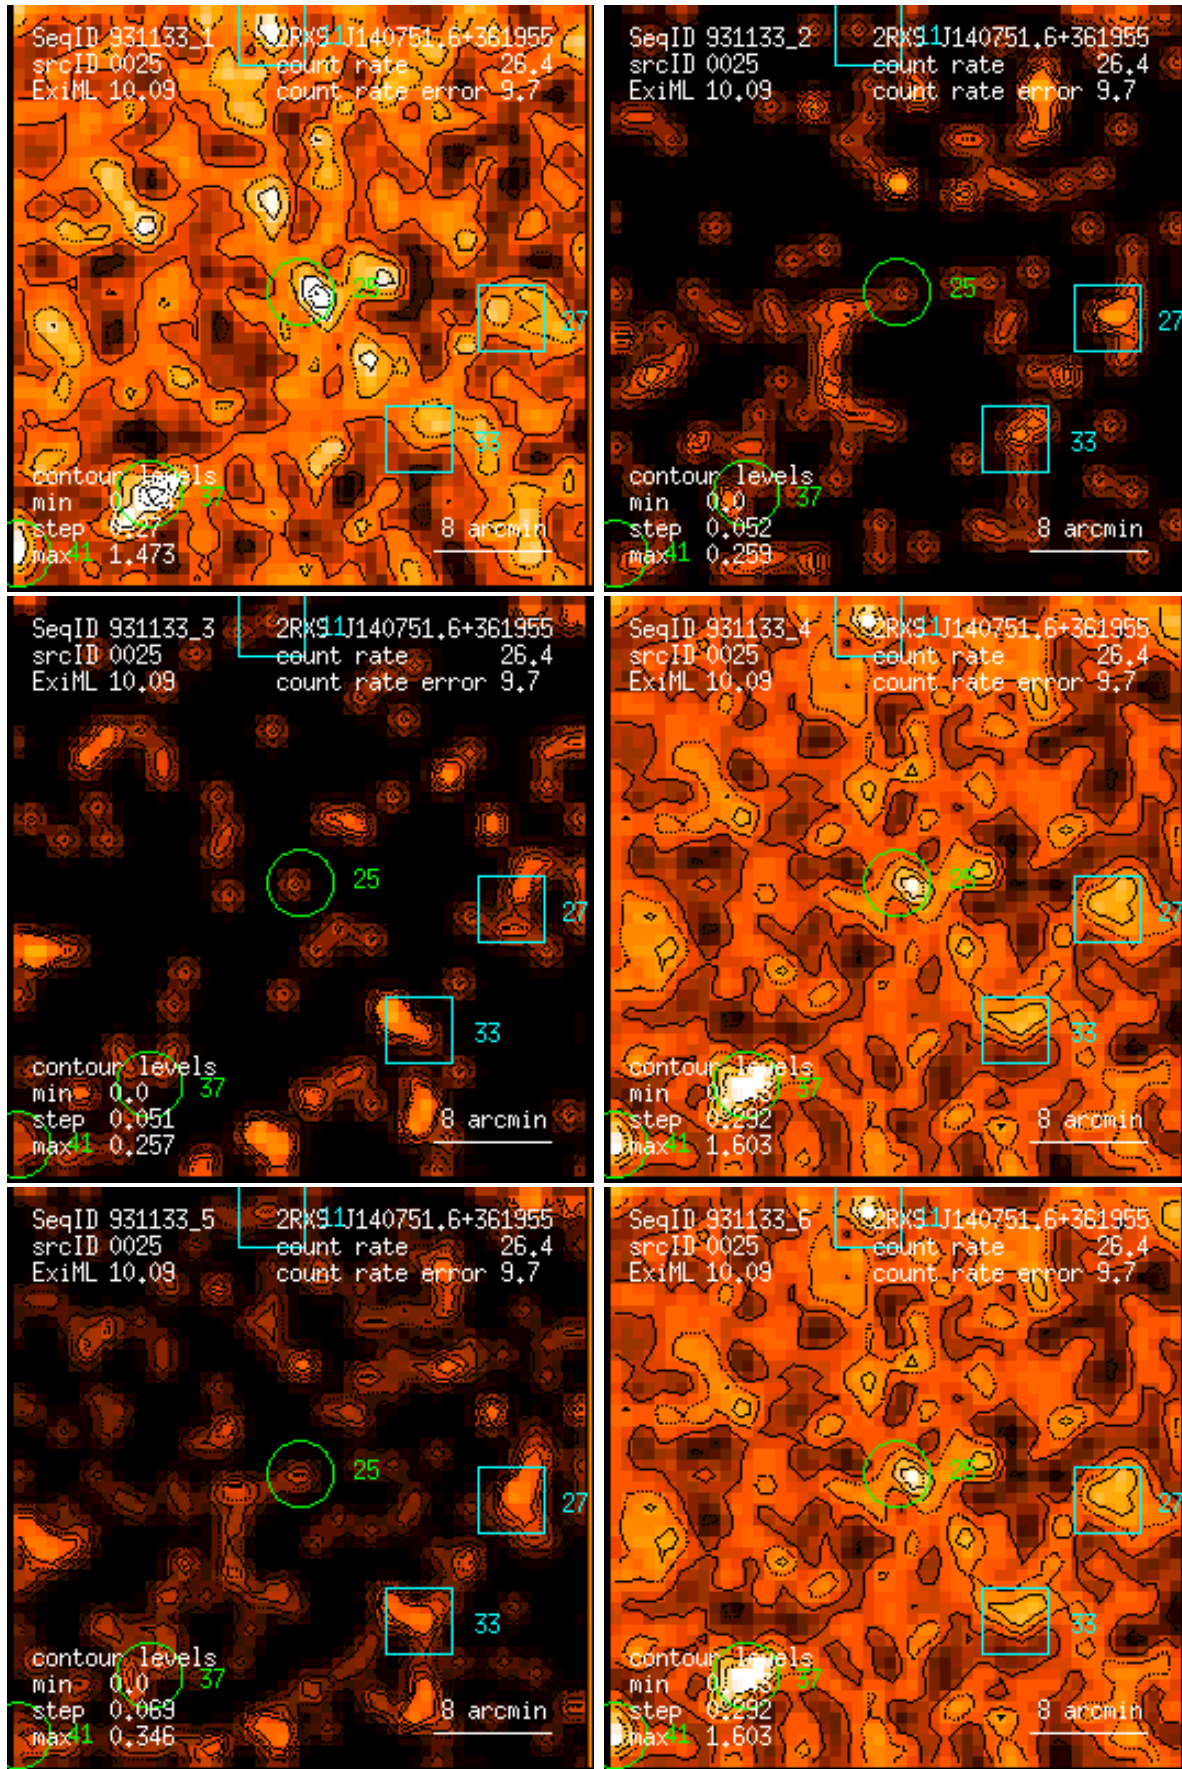 SeqID 931133_1 2RXS J140751.6+361955
11
srcID 0025 count rate 26.4
ExiML 10.09 count rate error 9.7
25
27
33
contour levels
37
min
step 0.27
8 arcmin
max 1.473
41
SeqID 931133_2 2RXS J140751.6+361955
11
srcID 0025 count rate 26.4
ExiML 10.09 count rate error 9.7
25
27
33
contour levels
min 0.0
37
step 0.052
8 arcmin
max 0.259
41
SeqID 931133_3 2RXS J140751.6+361955
11
srcID 0025 count rate 26.4
ExiML 10.09 count rate error 9.7
25
27
33
contour levels
min 0.0
37
step 0.051
8 arcmin
max 0.257
41
SeqID 931133_4 2RXS J140751.6+361955
11
srcID 0025 count rate 26.4
ExiML 10.09 count rate error 9.7
25
27
33
contour levels
min
37
step 0.292
8 arcmin
max 1.603
41
SeqID 931133_5 2RXS J140751.6+361955
11
srcID 0025 count rate 26.4
ExiML 10.09 count rate error 9.7
25
27
33
contour levels
min 0.0
37
step 0.069
8 arcmin
max 0.346
41
SeqID 931133_6 2RXS J140751.6+361955
11
srcID 0025 count rate 26.4
ExiML 10.09 count rate error 9.7
25
27
33
contour levels
min
37
step 0.292
8 arcmin
max 1.603
41